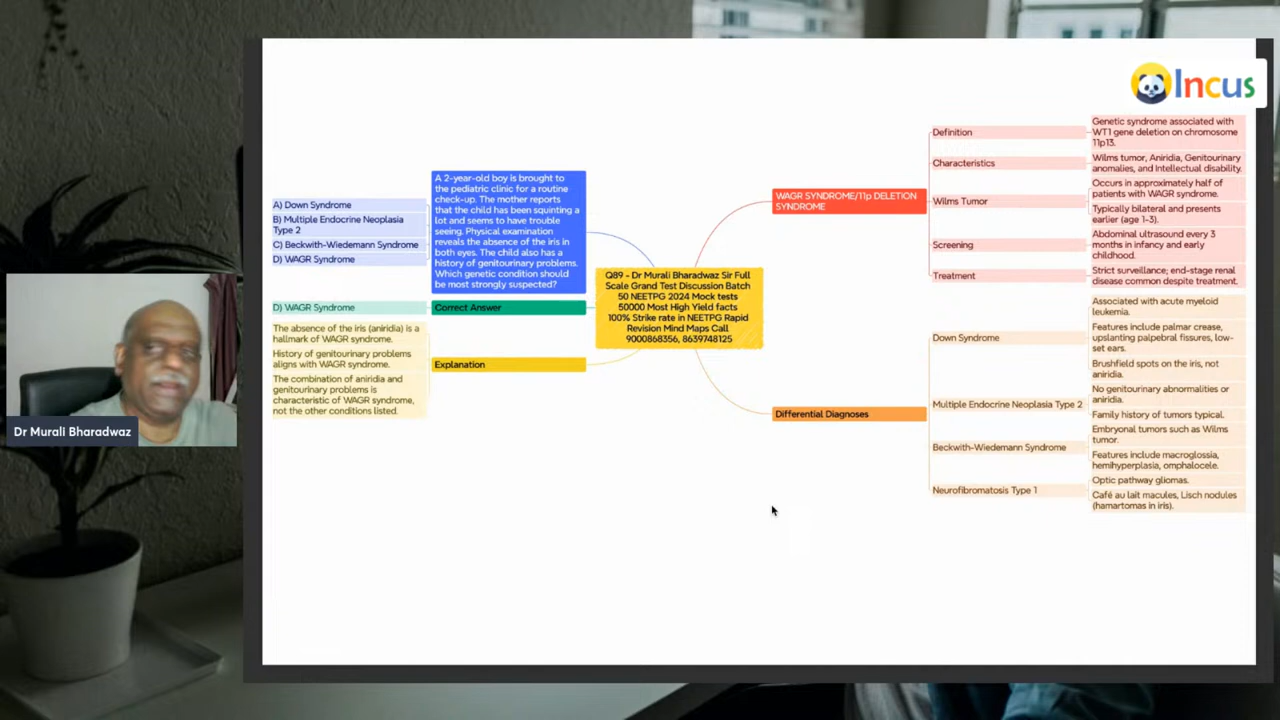 Incus
A 2-year-old boy is brought to
the pediatric clinic for a routine
check-up. The mother reports
that the child has been squinting a
lot and seems to have trouble
seeing. Physical examination
reveals the absence of the iris in
both eyes. The child also has a
history of genitourinary problems.
Which genetic condition should
be most strongly suspected?
A) Down Syndrome
B) Multiple Endocrine Neoplasia
Type 2
C) Beckwith-Wiedemann Syndrome
D) WAGR Syndrome
Correct Answer
D) WAGR Syndrome
Explanation
The absence of the iris (aniridia) is a
hallmark of WAGR syndrome.
History of genitourinary problems
aligns with WAGR syndrome.
The combination of aniridia and
genitourinary problems is
characteristic of WAGR syndrome,
not the other conditions listed.
Q89 - Dr Murali Bharadwaz Sir Full
Scale Grand Test Discussion Batch
50 NEETPG 2024 Mock tests
50000 Most High Yield facts
100% Strike rate in NEETPG Rapid
Revision Mind Maps Call
9000868356, 8639748125
WAGR SYNDROME/11p DELETION
SYNDROME
Definition
Genetic syndrome associated with
WT1 gene deletion on chromosome
11p13.
Characteristics
Wilms tumor, Aniridia, Genitourinary
anomalies, and Intellectual disability.
Wilms Tumor
Occurs in approximately half of
patients with WAGR syndrome.
Typically bilateral and presents
earlier (age 1-3).
Screening
Abdominal ultrasound every 3
months in infancy and early
childhood.
Treatment
Strict surveillance; end-stage renal
disease common despite treatment.
Differential Diagnoses
Down Syndrome
Associated with acute myeloid
leukemia.
Features include palmar crease,
upslanting palpebral fissures, low-
set ears.
Brushfield spots on the iris, not
aniridia.
Multiple Endocrine Neoplasia Type 2
No genitourinary abnormalities or
aniridia.
Family history of tumors typical.
Beckwith-Wiedemann Syndrome
Embryonal tumors such as Wilms
tumor.
Features include macroglossia,
hemihyperplasia, omphalocele.
Neurofibromatosis Type 1
Optic pathway gliomas.
Café au lait macules, Lisch nodules
(hamartomas in iris).
Dr Murali Bharadwaz